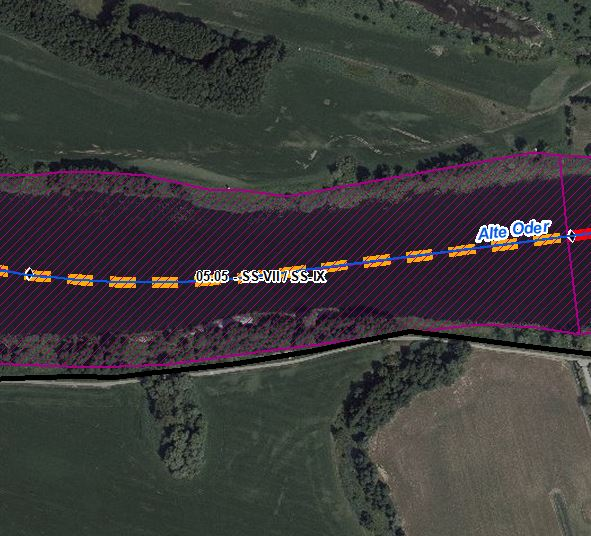 Alte Oder
05.05 - SS-VII / SS-IX